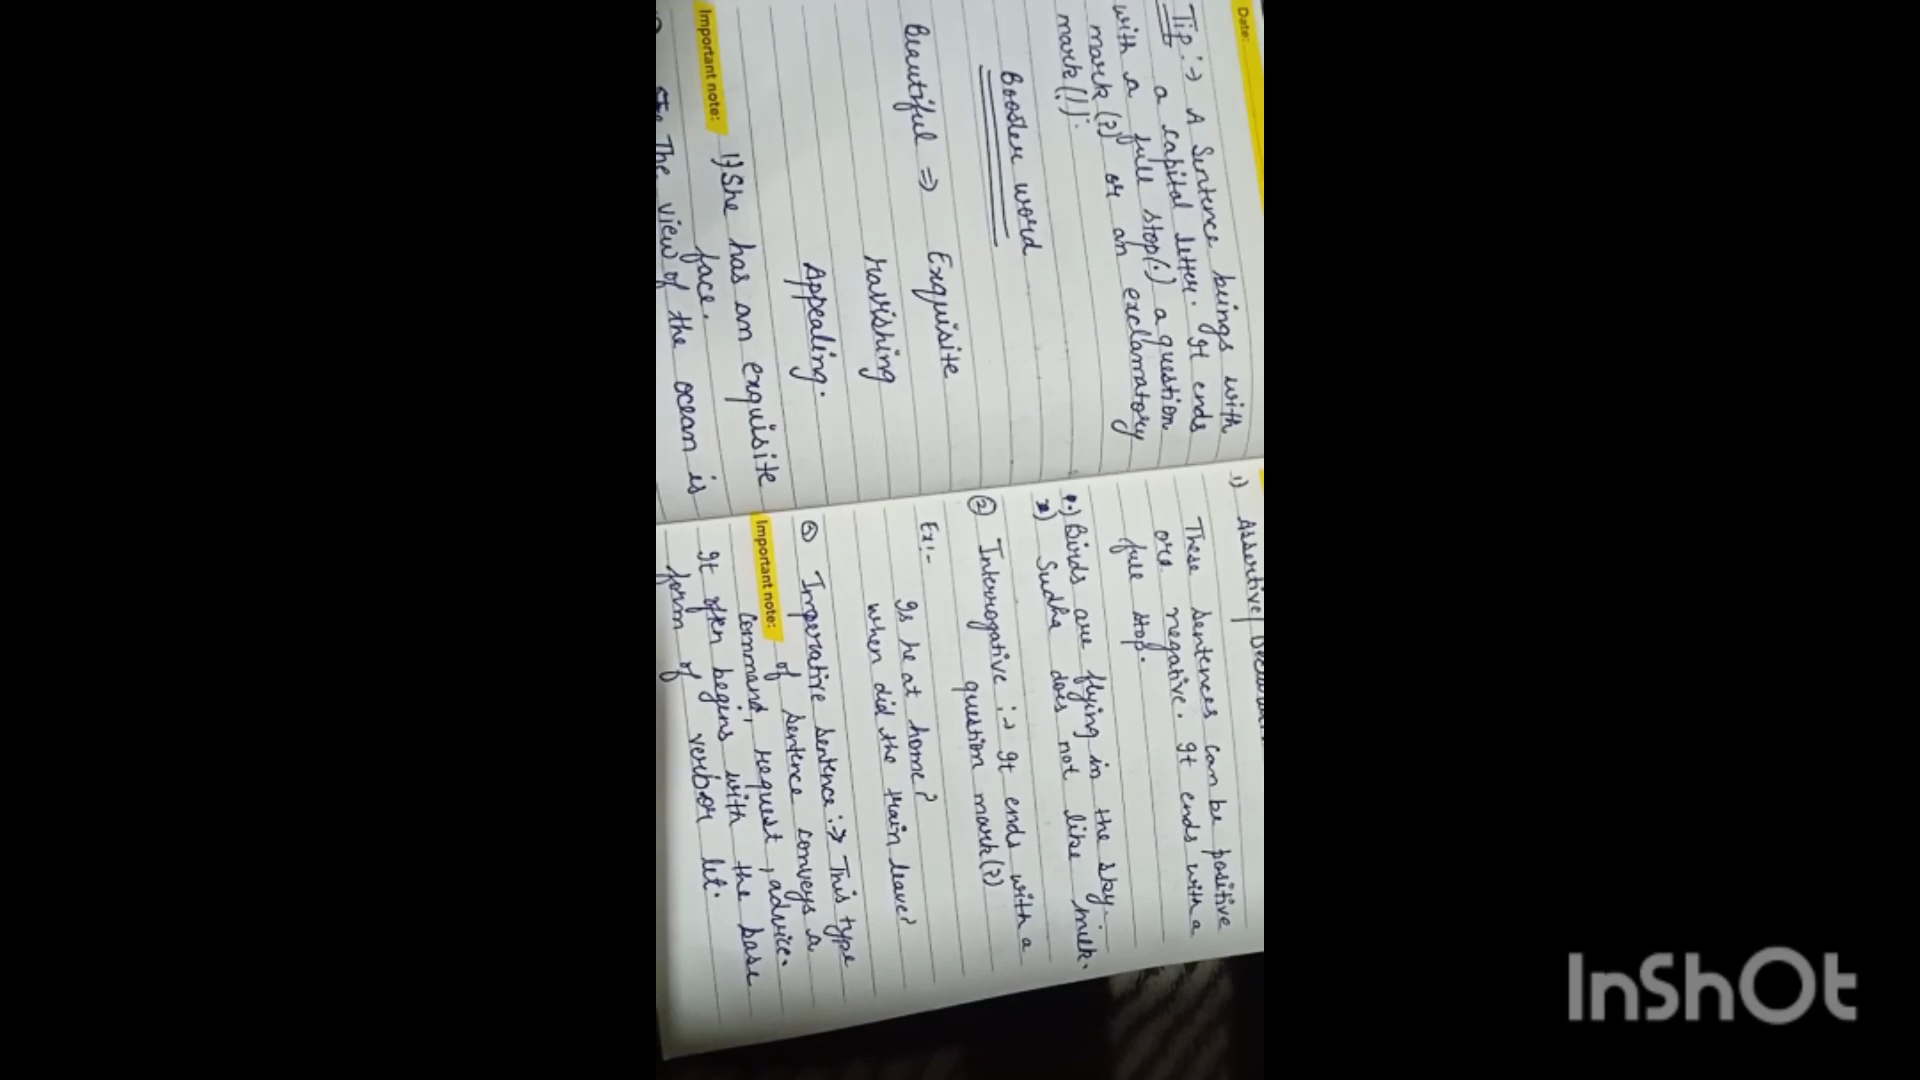 Date:
Tip :→ A Sentence beings with
a capital letter. It ends
with a full stop(.) a question
mark (?) or an exclamatory
mark(!).
Booster word
Beautiful ⇒ Exquisite
ravishing
Appealing.
1) She has an exquisite
face.
Important note:
The view of the ocean is
1) Assertive/
These sentences can be positive
ore negative. It ends with a
full stop.
Birds are flying in the sky.
Sudha does not like milk.
② Interrogative :→ It ends with a
question mark(?)
Ex:-
Is he at home?
when did the train leave?
Imperative sentence :→ This type
of sentence conveys a
Important note:
command, request, advice.
It often begins with the base
form of verb or let.
InShOt